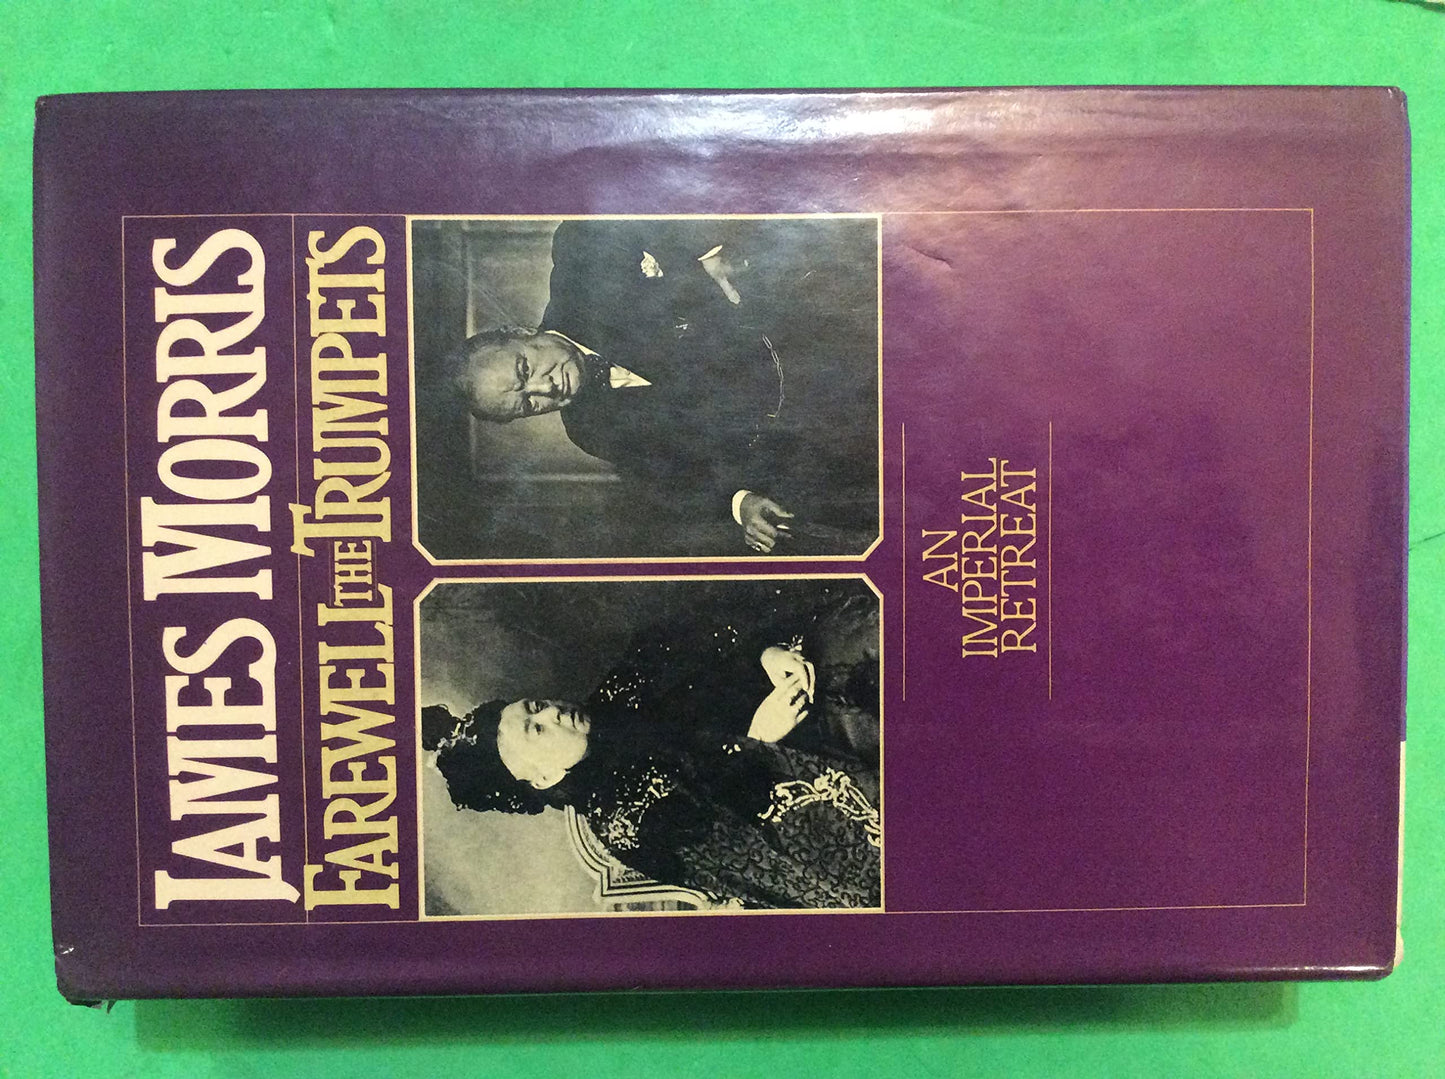 JAMES MORRIS
FAREWELL THE TRUMPETS
AN
IMPERIAL
RETREAT